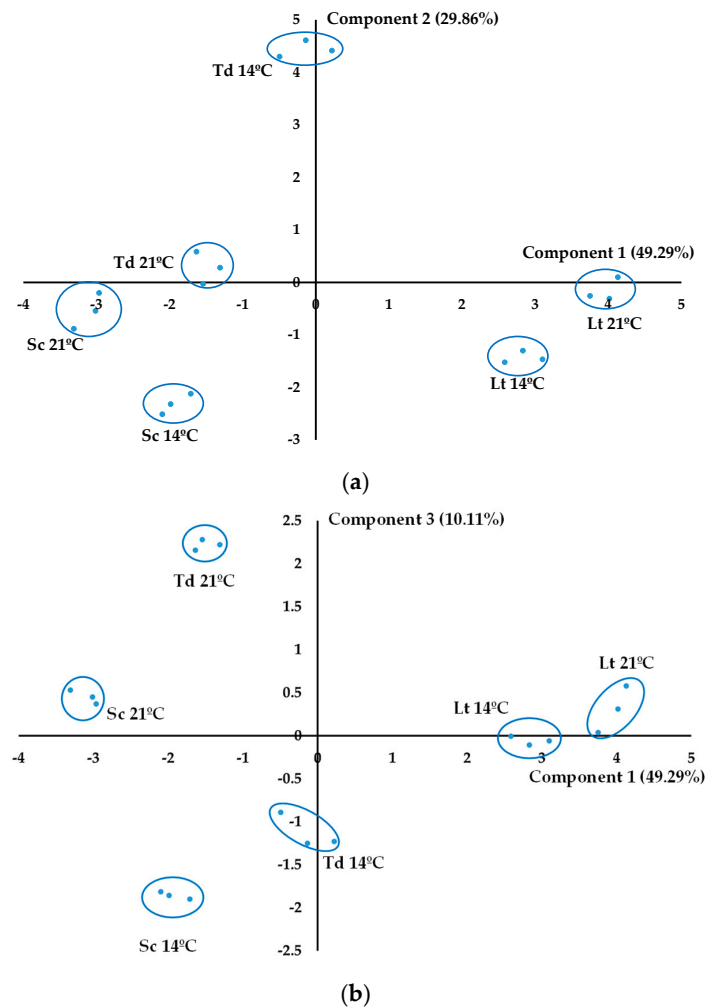 5
Component 2 (29.86%)
Td 14ºC
4
3
2
1
Td 21ºC
Component 1 (49.29%)
0
-4
-3
-2
-1
0
1
2
3
4
5
Sc 21ºC
Lt 21ºC
-1
Lt 14ºC
-2
Sc 14ºC
-3
(a)
2.5
Component 3 (10.11%)
2
Td 21ºC
1.5
1
Lt 21ºC
0.5
Sc 21ºC
Lt 14ºC
0
-4
-3
-2
-1
0
1
2
3
4
5
Component 1 (49.29%)
-0.5
-1
Td 14ºC
-1.5
-2
Sc 14ºC
-2.5
(b)